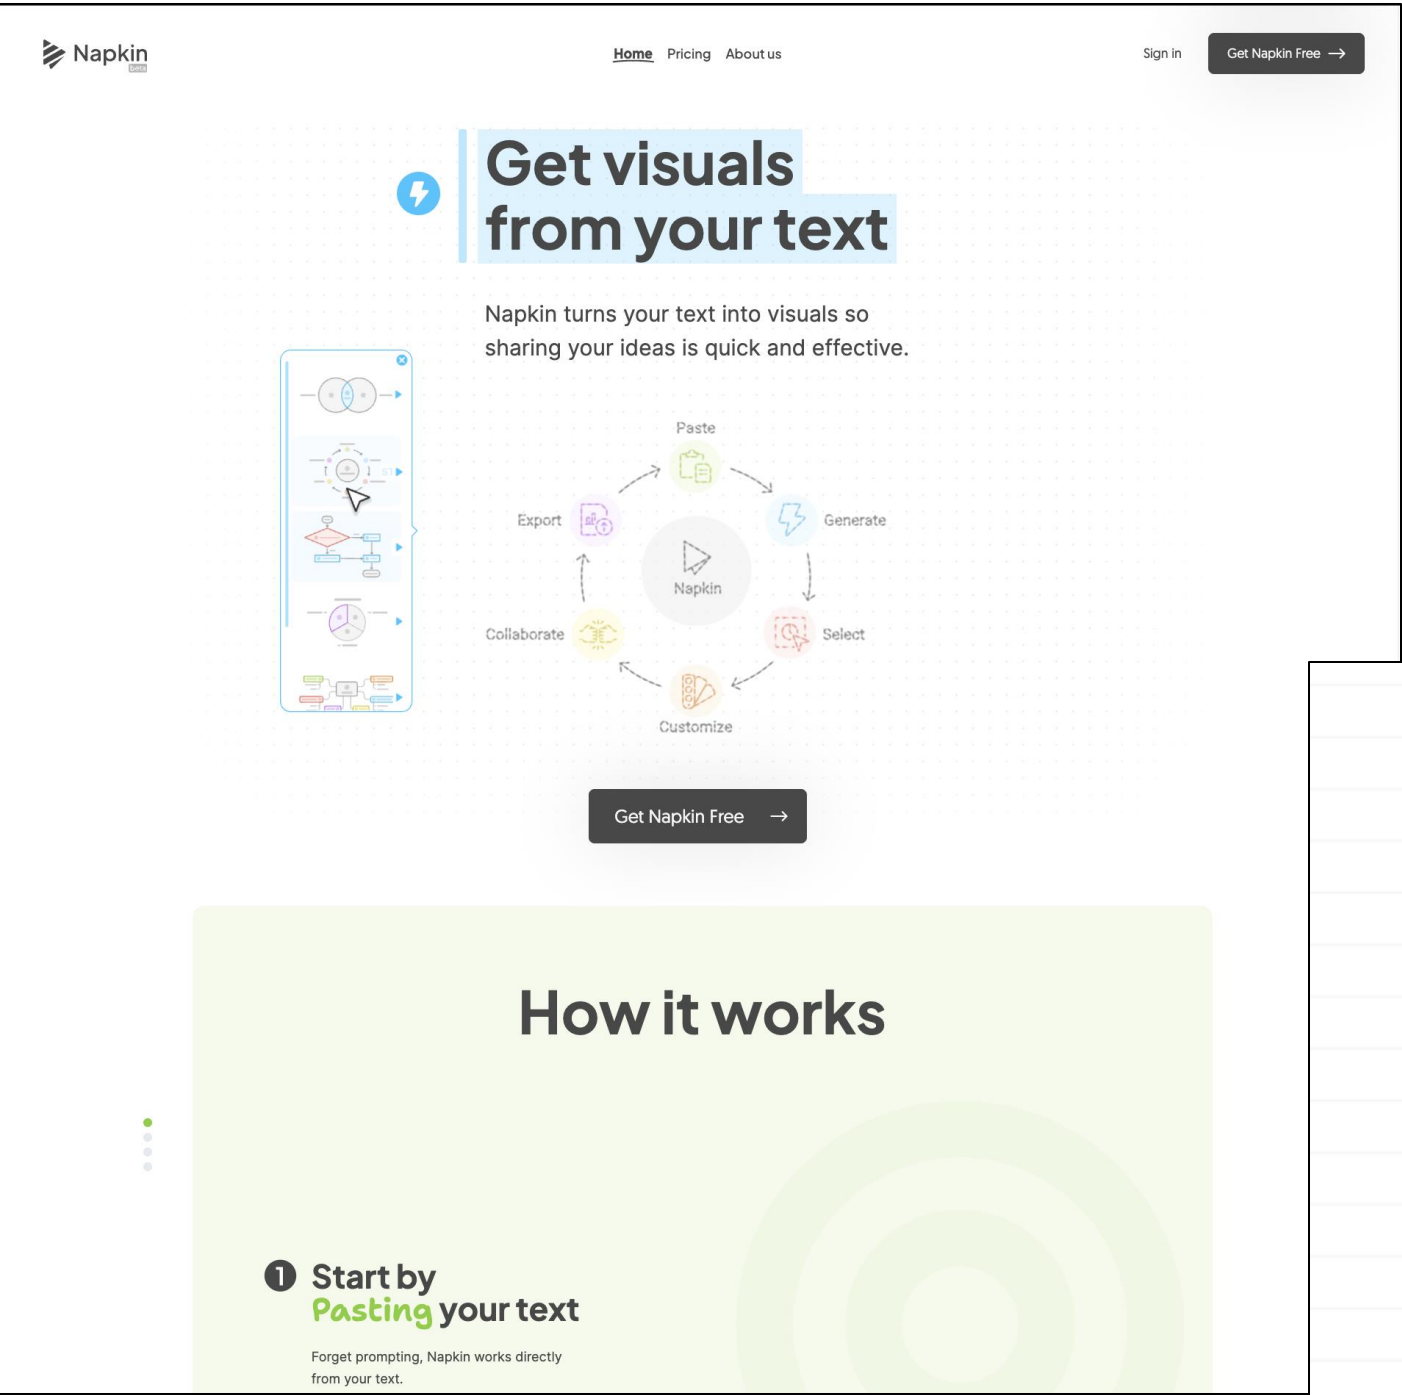 Napkin
Beta
Home Pricing About us
Sign in
Get Napkin Free →
Get visuals
from your text
Napkin turns your text into visuals so
sharing your ideas is quick and effective.
Paste
Export
Generate
Napkin
Collaborate
Select
Customize
Get Napkin Free →
How it works
1 Start by
Pasting your text
Forget prompting, Napkin works directly
from your text.